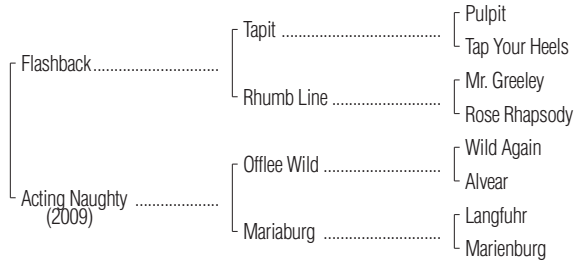 Pulpit
Tapit ..........................................
Tap Your Heels
Flashback.................................
Mr. Greeley
Rhumb Line .............................
Rose Rhapsody
Wild Again
Offlee Wild ...............................
Alvear
Acting Naughty ......................
(2009)
Langfuhr
Mariaburg ................................
Marienburg